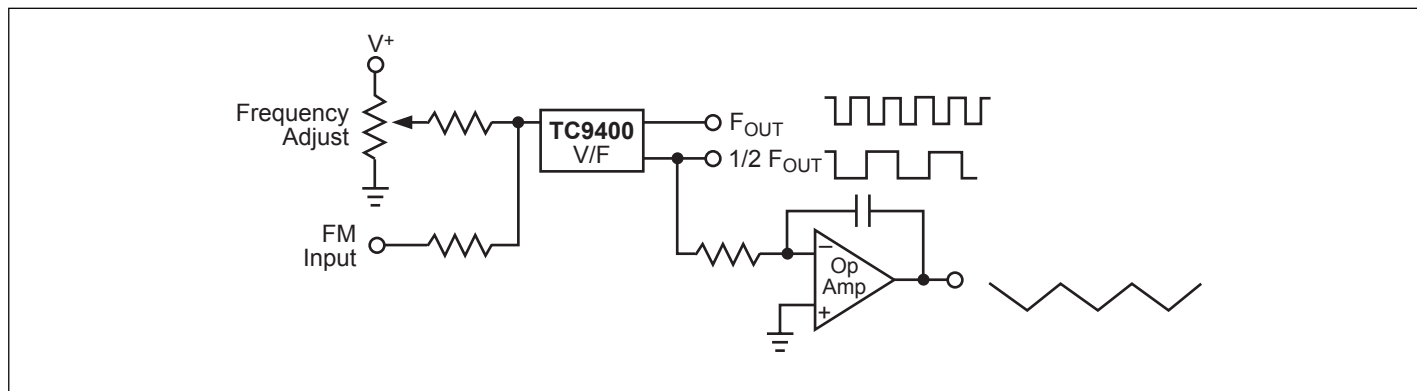 V+
Frequency
Adjust
TC9400
V/F
FOUT
1/2 FOUT
FM
Input
−
Op
Amp
+